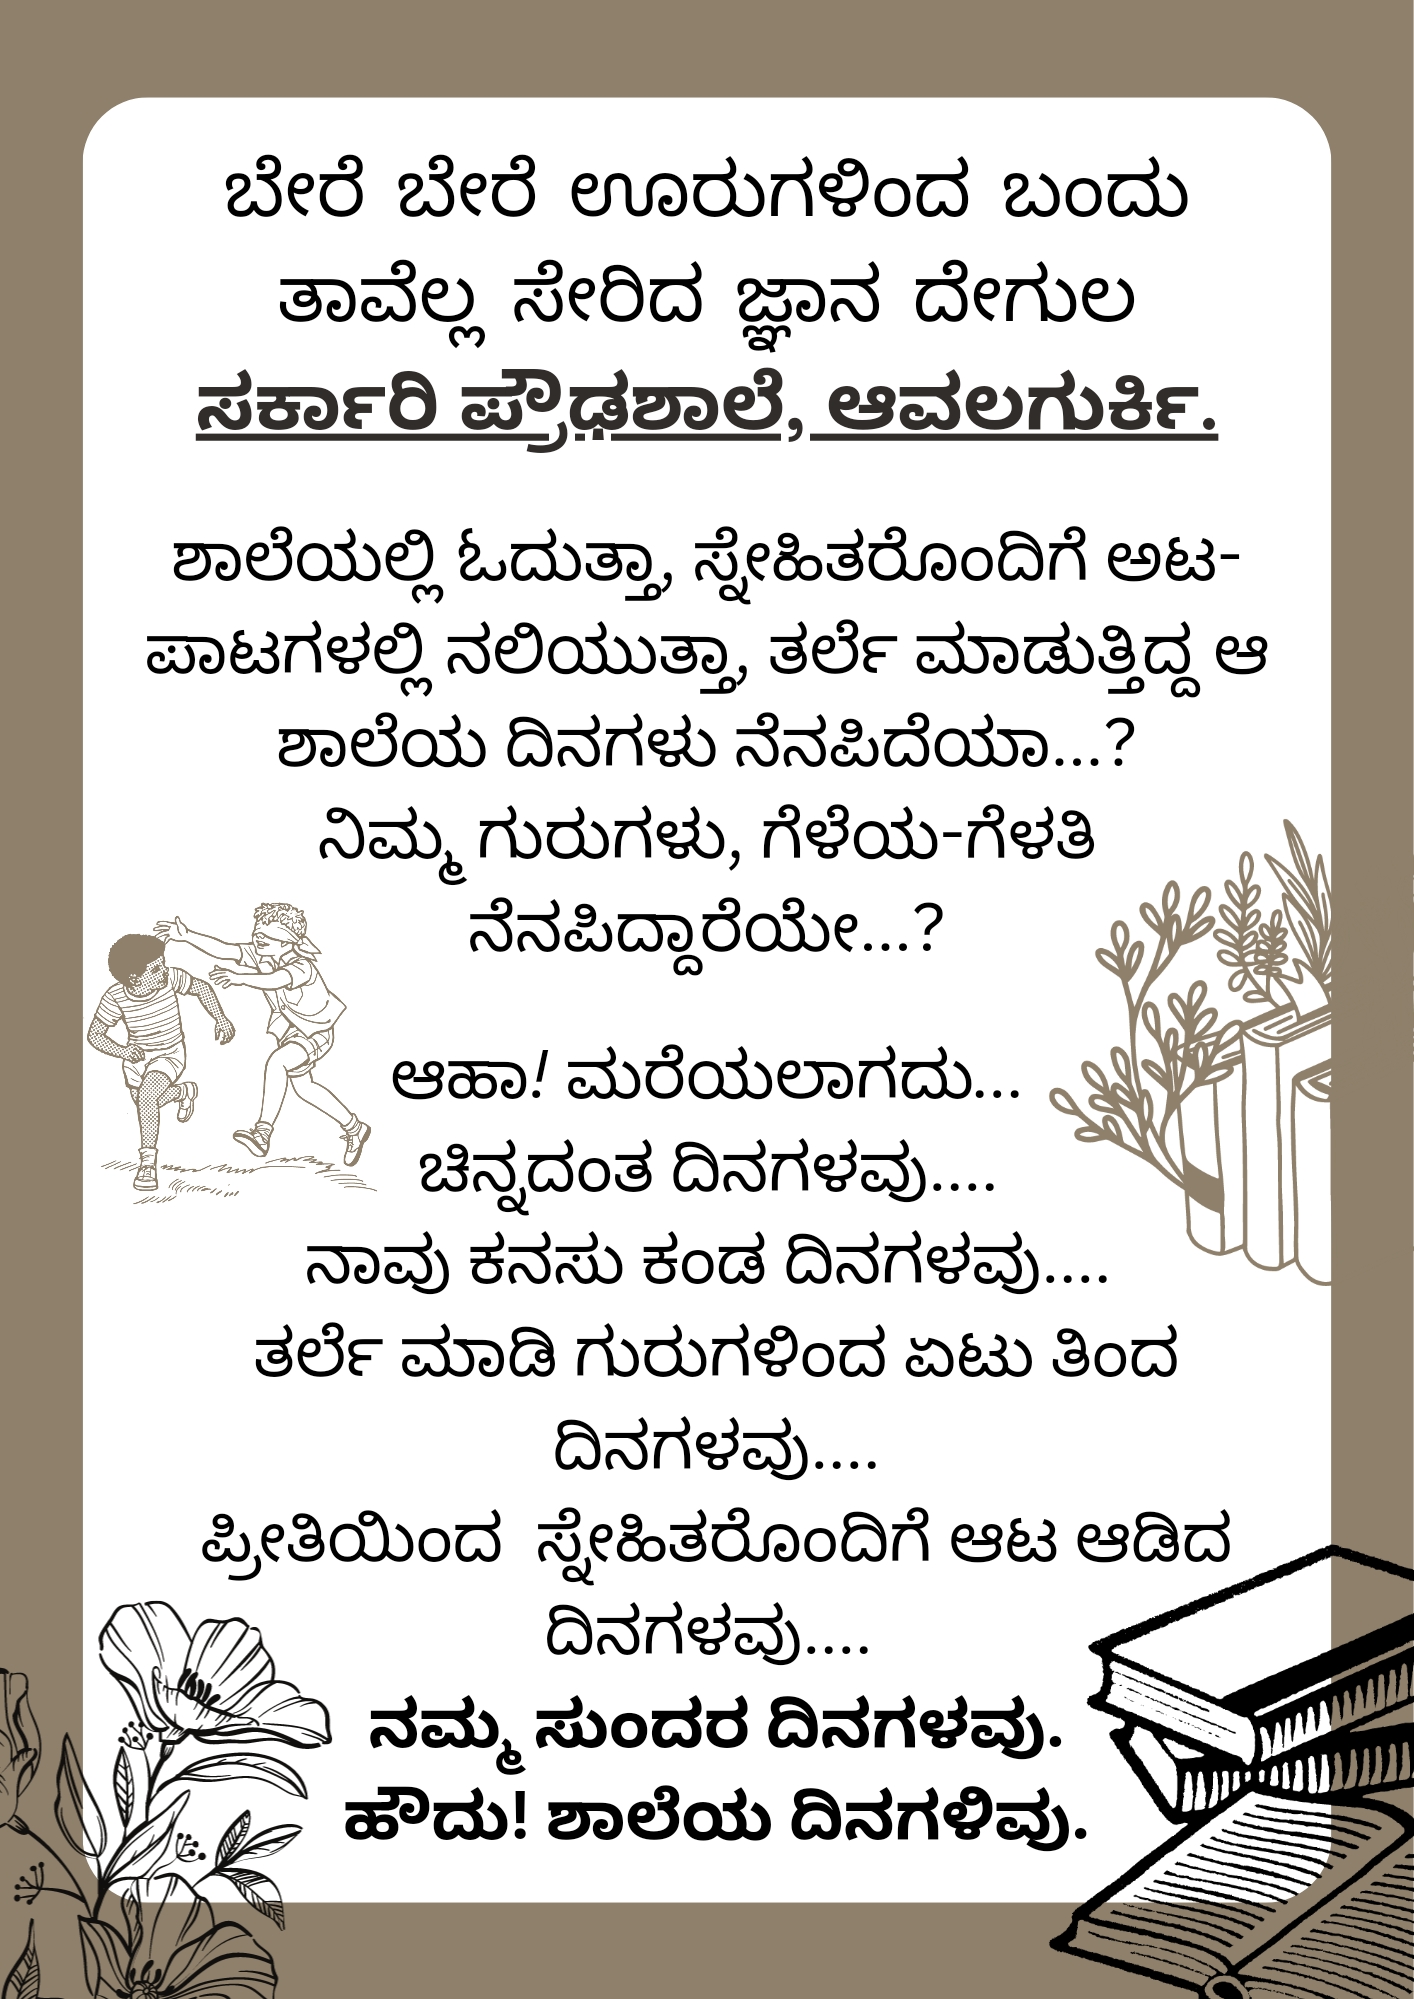 ಬೇರೆ ಬೇರೆ ಊರುಗಳಿಂದ ಬಂದು
ತಾವೆಲ್ಲ ಸೇರಿದ ಜ್ಞಾನ ದೇಗುಲ
ಸರ್ಕಾರಿ ಪ್ರೌಢಶಾಲೆ, ಆವಲಗುರ್ಕಿ.
ಶಾಲೆಯಲ್ಲಿ ಓದುತ್ತಾ, ಸ್ನೇಹಿತರೊಂದಿಗೆ ಅಟ-
ಪಾಟಗಳಲ್ಲಿ ನಲಿಯುತ್ತಾ, ತರ್ಲೆ ಮಾಡುತ್ತಿದ್ದ ಆ
ಶಾಲೆಯ ದಿನಗಳು ನೆನಪಿದೆಯಾ...?
ನಿಮ್ಮ ಗುರುಗಳು, ಗೆಳೆಯ-ಗೆಳತಿ
ನೆನಪಿದ್ದಾರೆಯೇ...?
ಆಹಾ! ಮರೆಯಲಾಗದು...
ಚಿನ್ನದಂತ ದಿನಗಳವು....
ನಾವು ಕನಸು ಕಂಡ ದಿನಗಳವು....
ತರ್ಲೆ ಮಾಡಿ ಗುರುಗಳಿಂದ ಏಟು ತಿಂದ
ದಿನಗಳವು....
ಪ್ರೀತಿಯಿಂದ ಸ್ನೇಹಿತರೊಂದಿಗೆ ಆಟ ಆಡಿದ
ದಿನಗಳವು....
ನಮ್ಮ ಸುಂದರ ದಿನಗಳವು.
ಹೌದು! ಶಾಲೆಯ ದಿನಗಳಿವು.